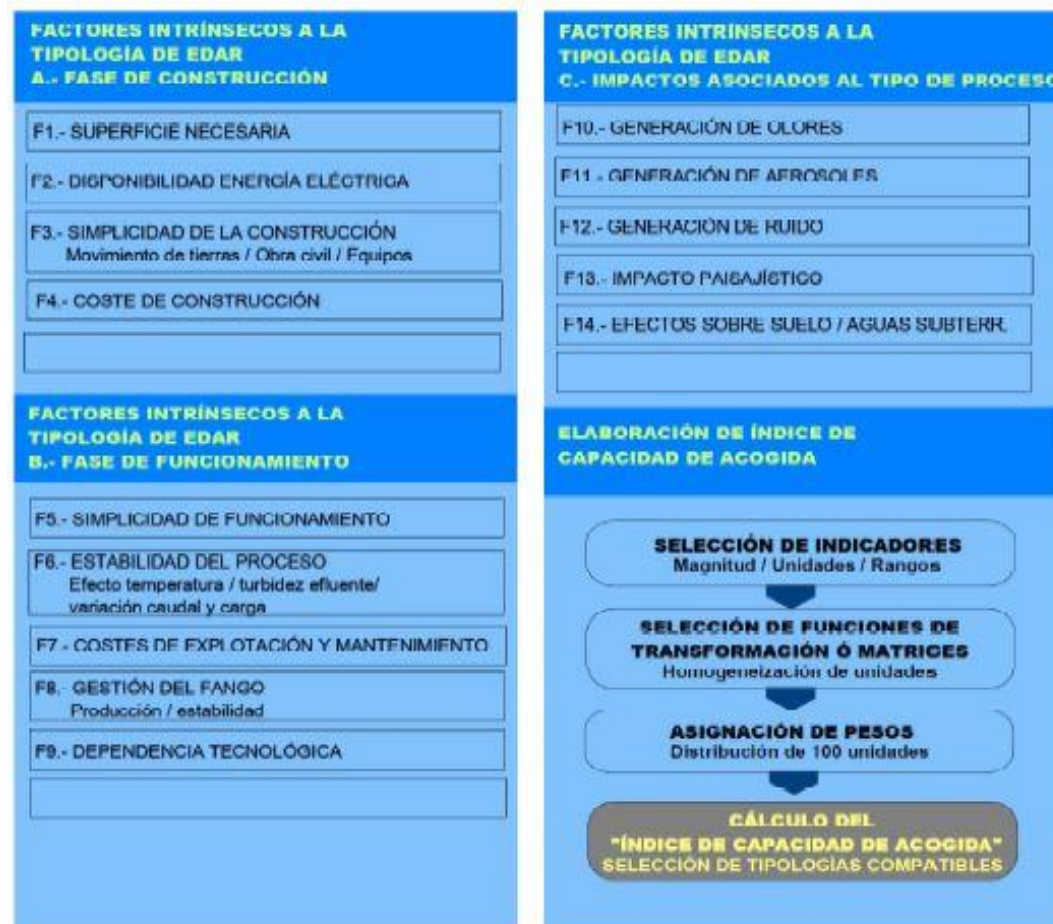 FACTORES INTRÍNSECOS A LA
TIPOLOGÍA DE EDAR
A.- FASE DE CONSTRUCCIÓN
F1.- SUPERFICIE NECESARIA
F2.- DISPONIBILIDAD ENERGÍA ELÉCTRICA
F3.- SIMPLICIDAD DE LA CONSTRUCCIÓN
Movimiento de tierras / Obra civil / Equipos
F4.- COSTE DE CONSTRUCCIÓN
FACTORES INTRÍNSECOS A LA
TIPOLOGÍA DE EDAR
B.- FASE DE FUNCIONAMIENTO
F5.- SIMPLICIDAD DE FUNCIONAMIENTO
F6.- ESTABILIDAD DEL PROCESO
Efecto temperatura / turbidez efluente/
variación caudal y carga
F7.- COSTES DE EXPLOTACIÓN Y MANTENIMIENTO
F8.- GESTIÓN DEL FANGO
Producción / estabilidad
F9.- DEPENDENCIA TECNOLÓGICA
FACTORES INTRÍNSECOS A LA
TIPOLOGÍA DE EDAR
C.- IMPACTOS ASOCIADOS AL TIPO DE PROCESO
F10.- GENERACIÓN DE OLORES
F11.- GENERACIÓN DE AEROSOLES
F12.- GENERACIÓN DE RUIDO
F13.- IMPACTO PAISAJÍSTICO
F14.- EFECTOS SOBRE SUELO / AGUAS SUBTERR.
ELABORACIÓN DE ÍNDICE DE
CAPACIDAD DE ACOGIDA
SELECCIÓN DE INDICADORES
Magnitud / Unidades / Rangos
SELECCIÓN DE FUNCIONES DE
TRANSFORMACIÓN Ó MATRICES
Homogeneización de unidades
ASIGNACIÓN DE PESOS
Distribución de 100 unidades
CÁLCULO DEL
"ÍNDICE DE CAPACIDAD DE ACOGIDA"
SELECCIÓN DE TIPOLOGÍAS COMPATIBLES